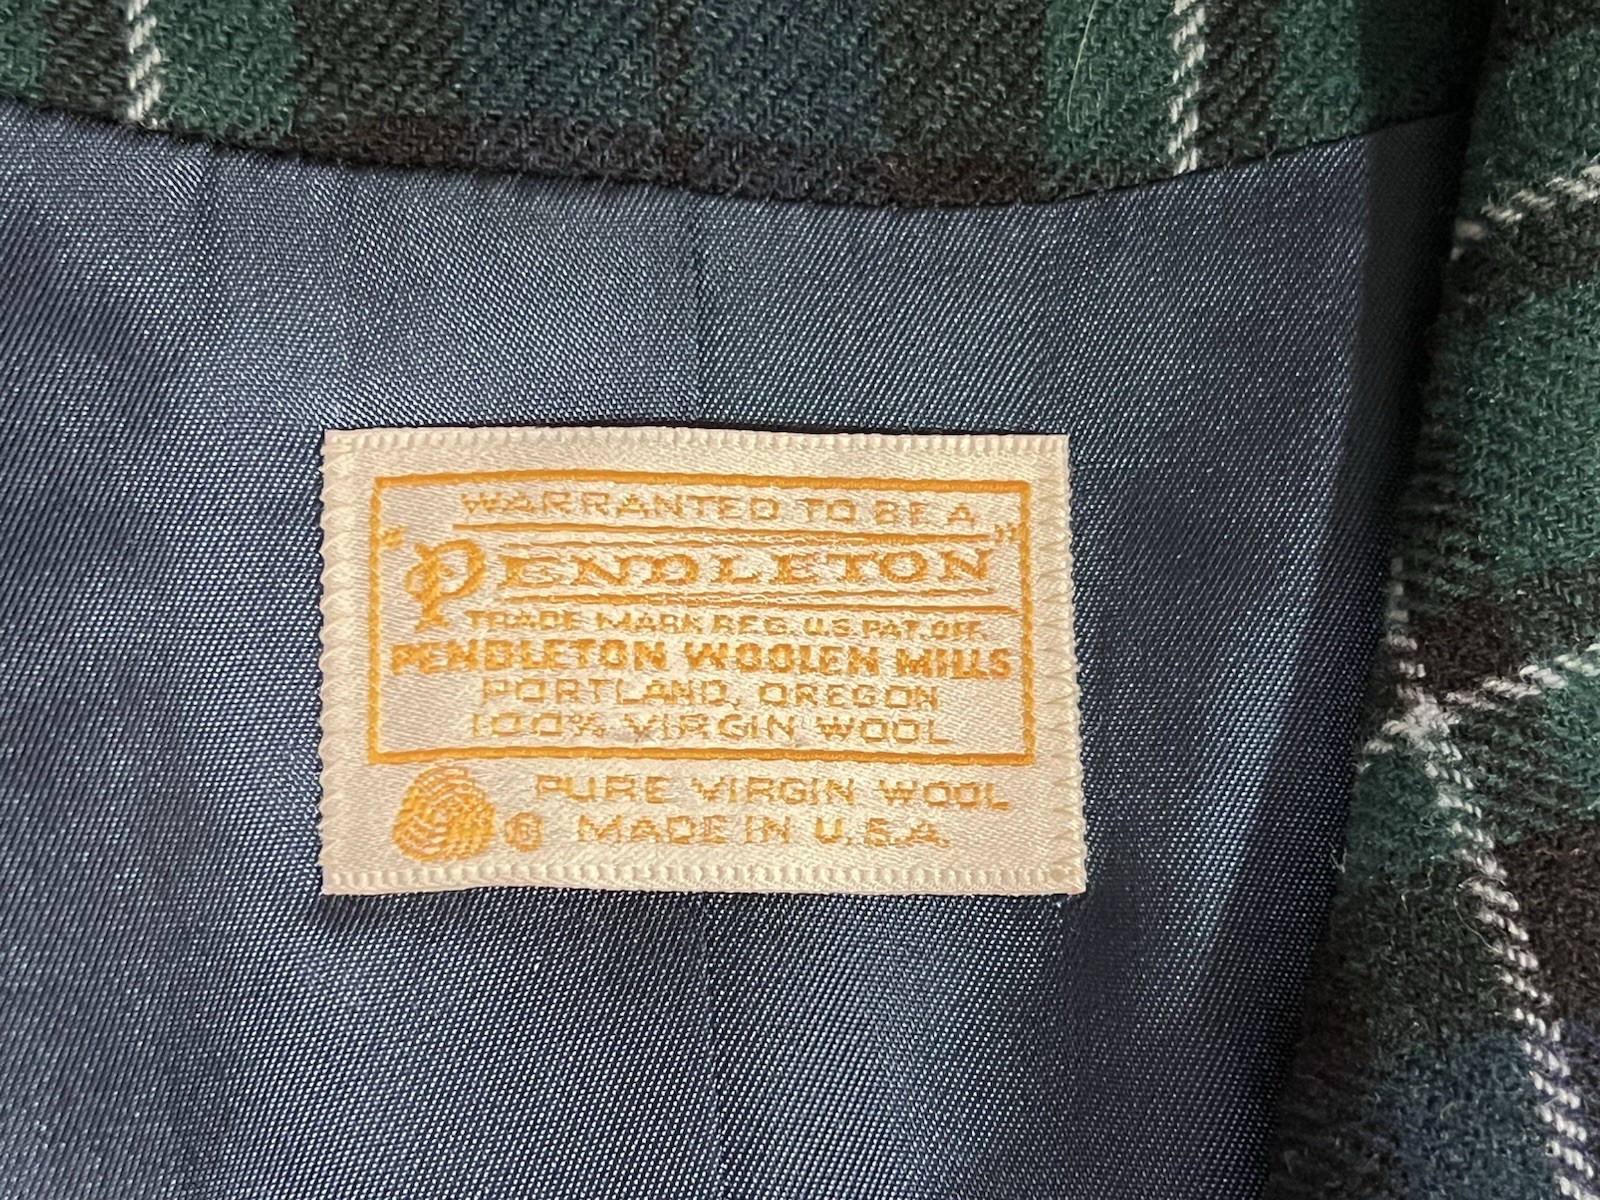 WARRANTED TO BE A
"PENDLETON"
TRADE MARK REG. U.S. PAT. OFF.
PENDLETON WOOLEN MILLS
PORTLAND, OREGON
100% VIRGIN WOOL
PURE VIRGIN WOOL
® MADE IN U.S.A.